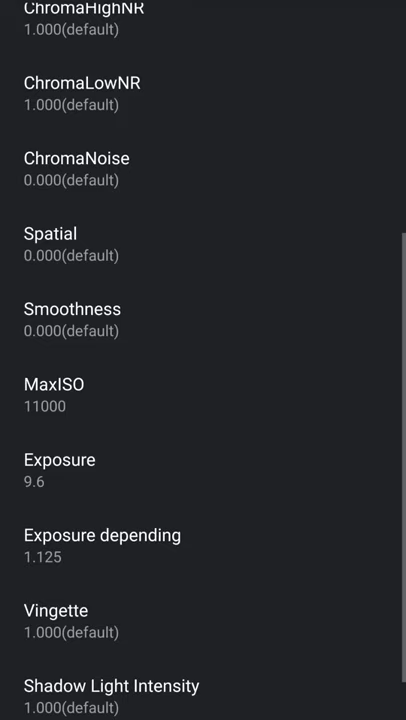 ChromaHighNR
1.000(default)
ChromaLowNR
1.000(default)
ChromaNoise
0.000(default)
Spatial
0.000(default)
Smoothness
0.000(default)
MaxISO
11000
Exposure
9.6
Exposure depending
1.125
Vingette
1.000(default)
Shadow Light Intensity
1.000(default)